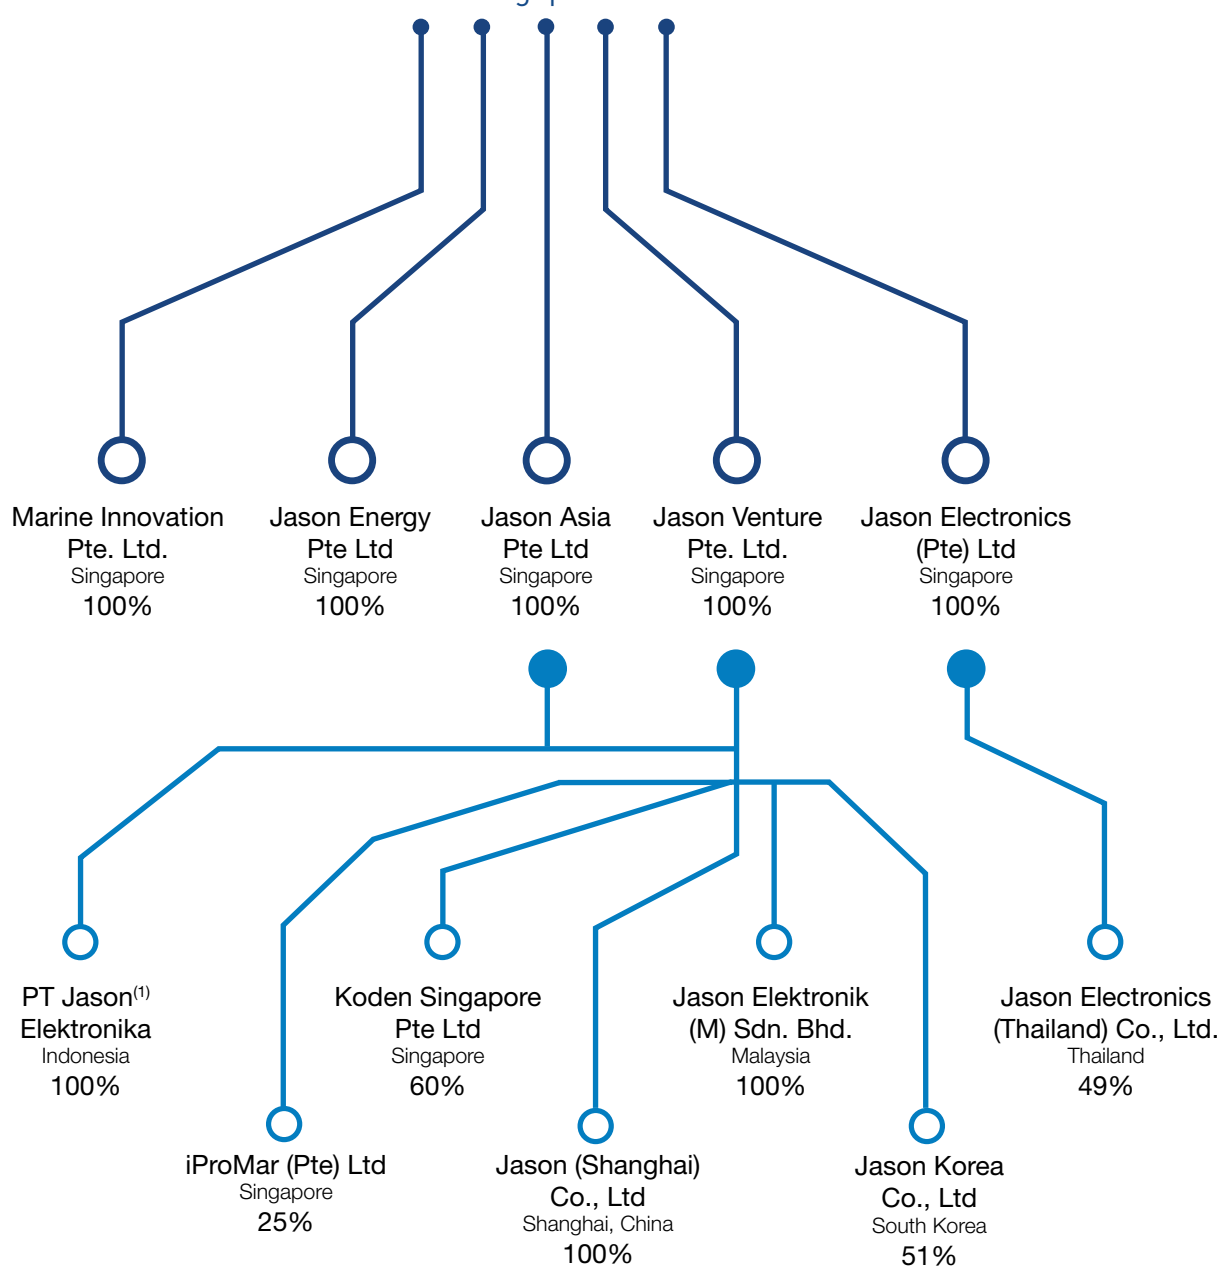 Marine Innovation
Pte. Ltd.
Singapore
100%
Jason Energy
Pte Ltd
Singapore
100%
Jason Asia
Pte Ltd
Singapore
100%
Jason Venture
Pte. Ltd.
Singapore
100%
Jason Electronics
(Pte) Ltd
Singapore
100%
PT Jason(1)
Elektronika
Indonesia
100%
Koden Singapore
Pte Ltd
Singapore
60%
Jason Elektronik
(M) Sdn. Bhd.
Malaysia
100%
Jason Electronics
(Thailand) Co., Ltd.
Thailand
49%
iProMar (Pte) Ltd
Singapore
25%
Jason (Shanghai)
Co., Ltd
Shanghai, China
100%
Jason Korea
Co., Ltd
South Korea
51%